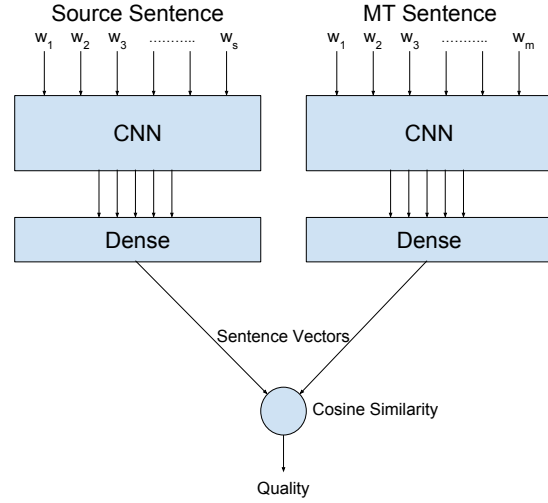 Source Sentence
MT Sentence
w1 w2 w3 ........... ws
w1 w2 w3 ........... wm
CNN
CNN
Dense
Dense
Sentence Vectors
Cosine Similarity
Quality